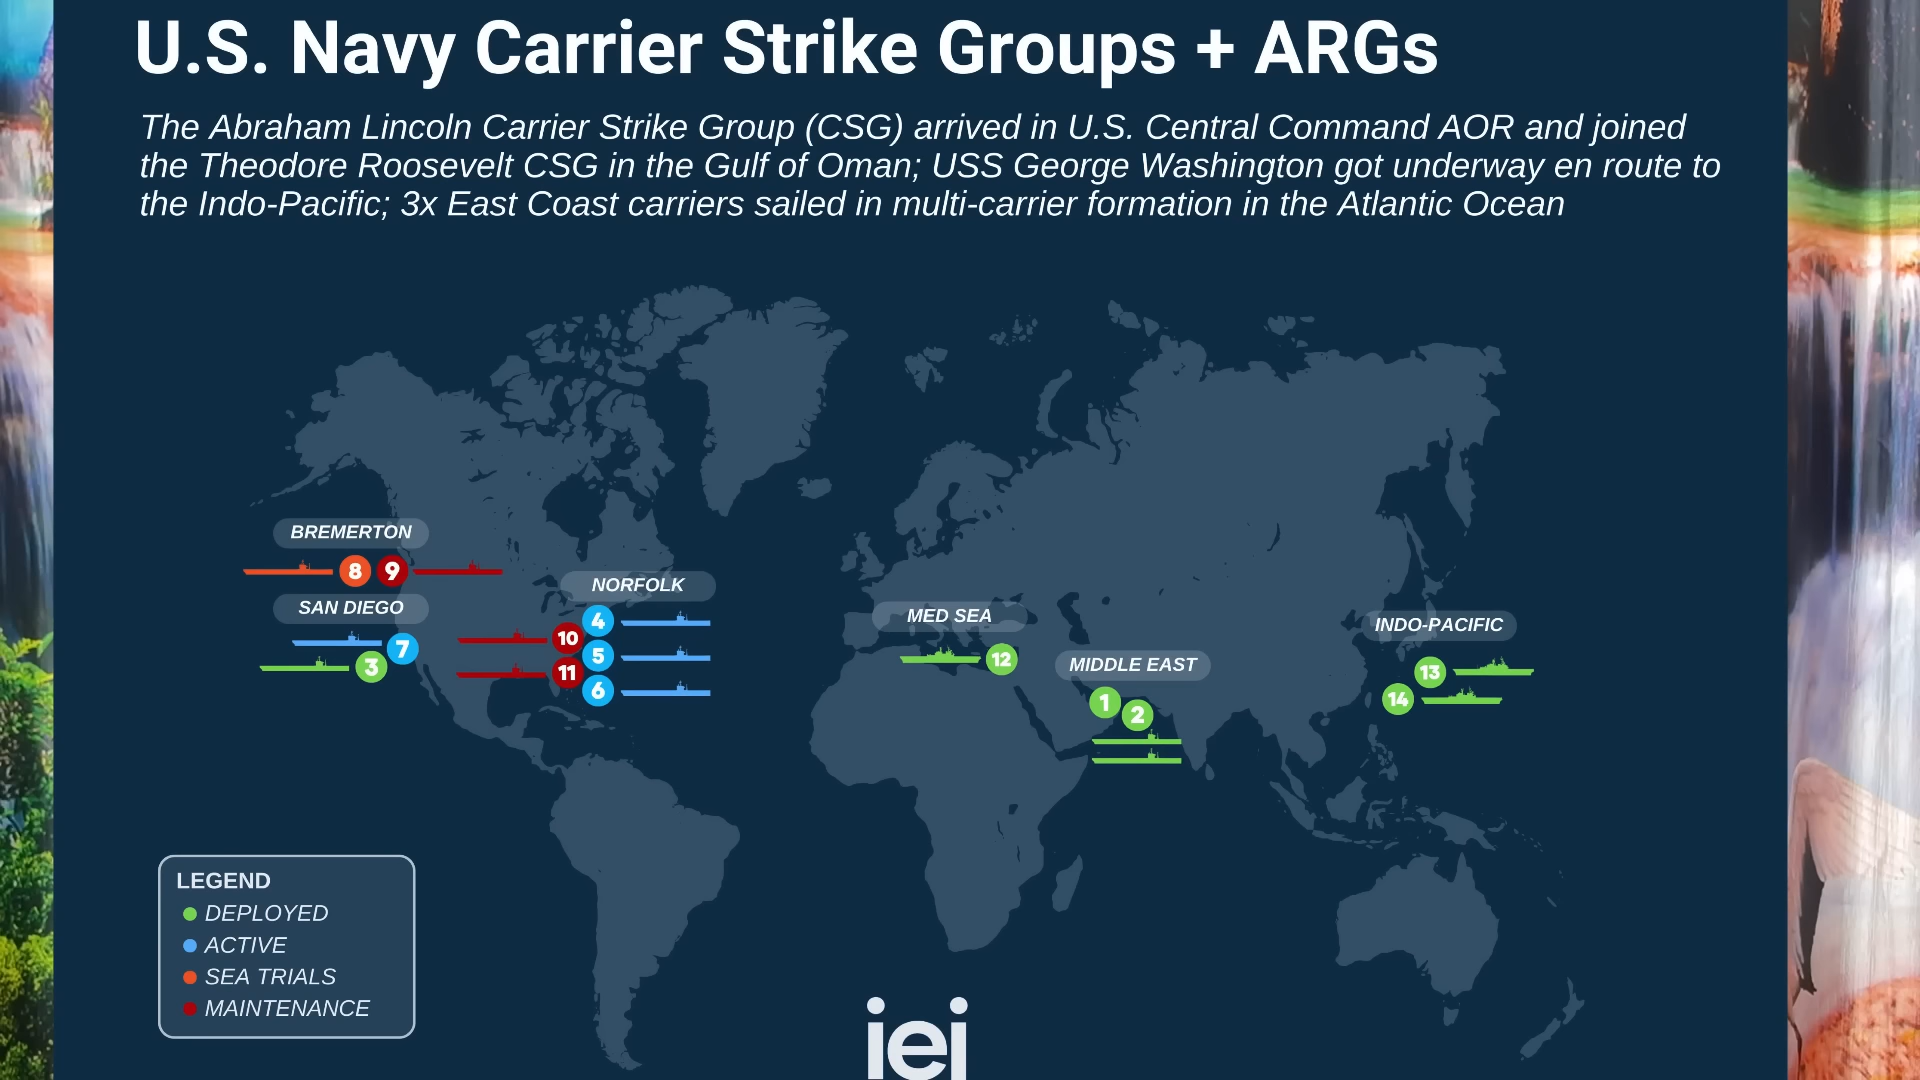 U.S. Navy Carrier Strike Groups + ARGs
The Abraham Lincoln Carrier Strike Group (CSG) arrived in U.S. Central Command AOR and joined
the Theodore Roosevelt CSG in the Gulf of Oman; USS George Washington got underway en route to
the Indo-Pacific; 3x East Coast carriers sailed in multi-carrier formation in the Atlantic Ocean
BREMERTON
8 9
SAN DIEGO
7
3
NORFOLK
4
10
5
11
6
MED SEA
12
MIDDLE EAST
1
2
INDO-PACIFIC
13
14
LEGEND
DEPLOYED
ACTIVE
SEA TRIALS
MAINTENANCE
iej